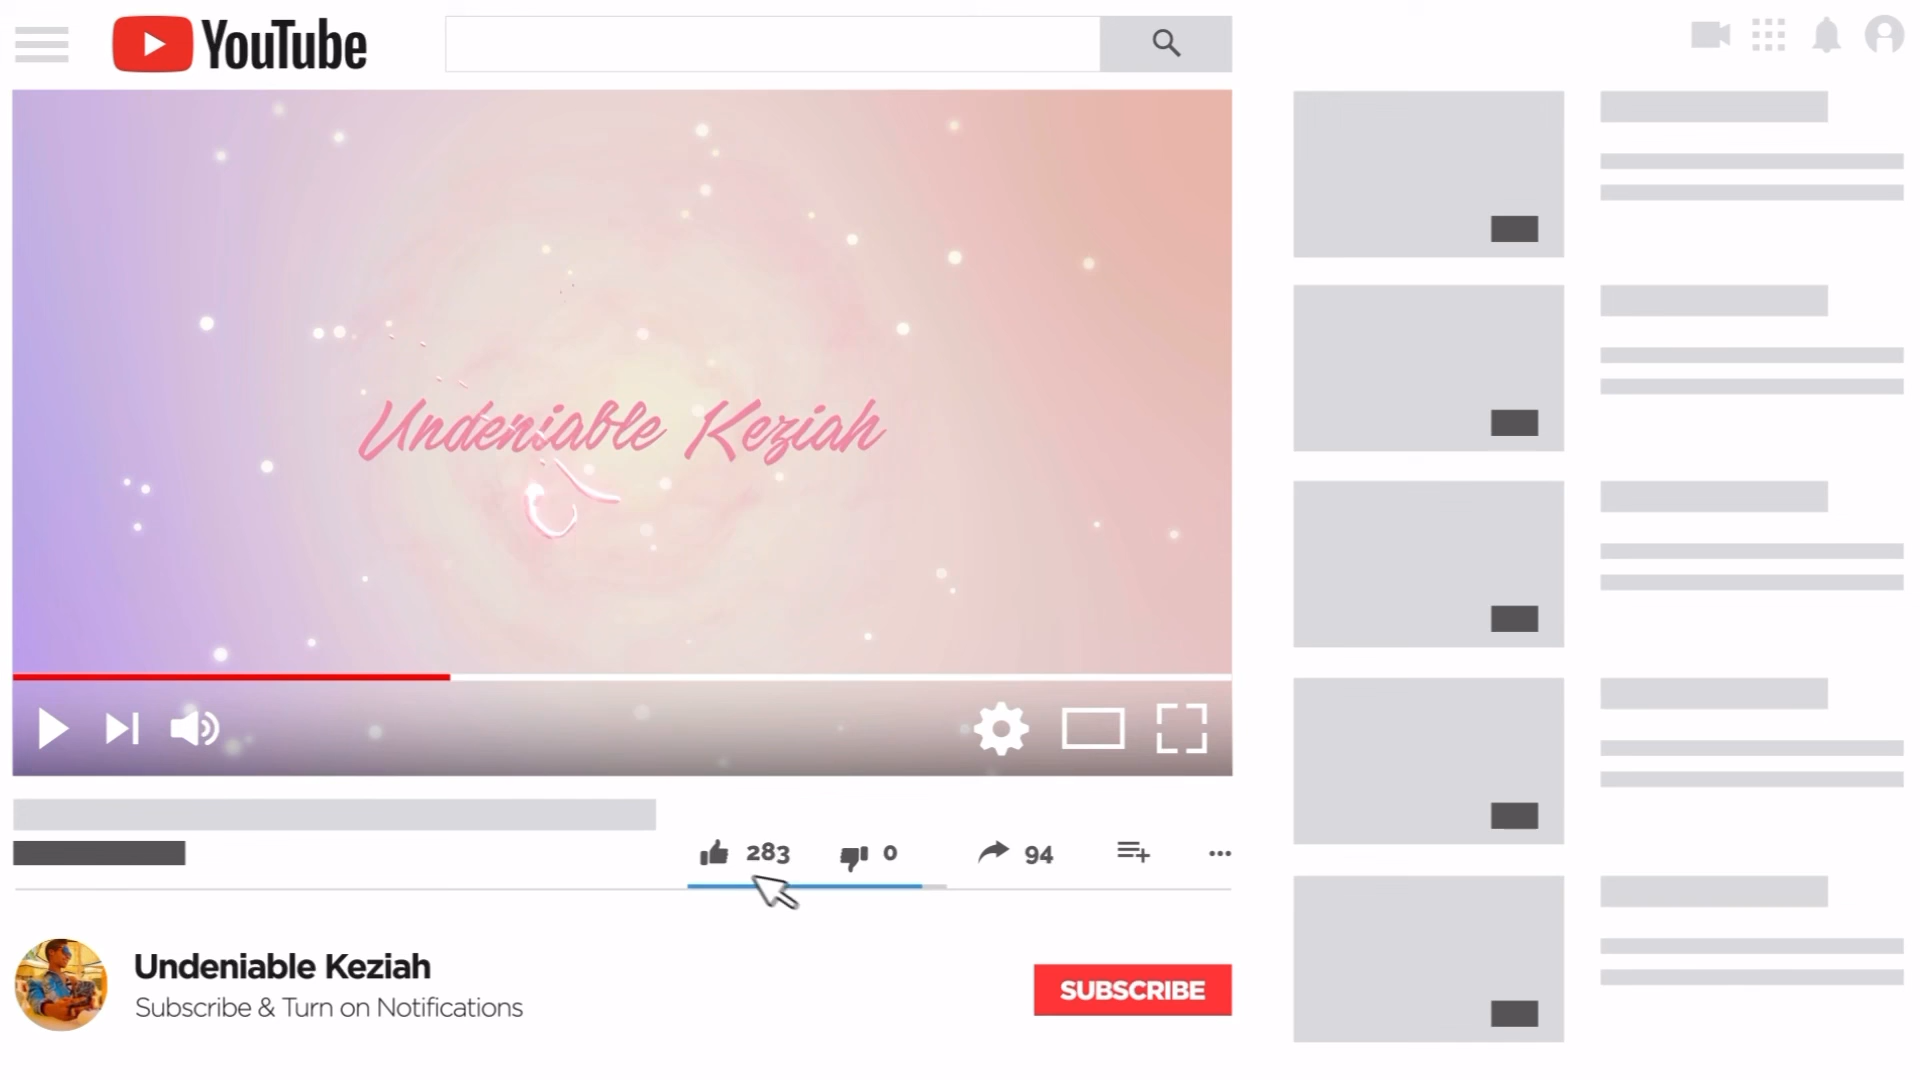 YouTube
Undeniable Keziah
283 0 94
Undeniable Keziah
Subscribe & Turn on Notifications
SUBSCRIBE